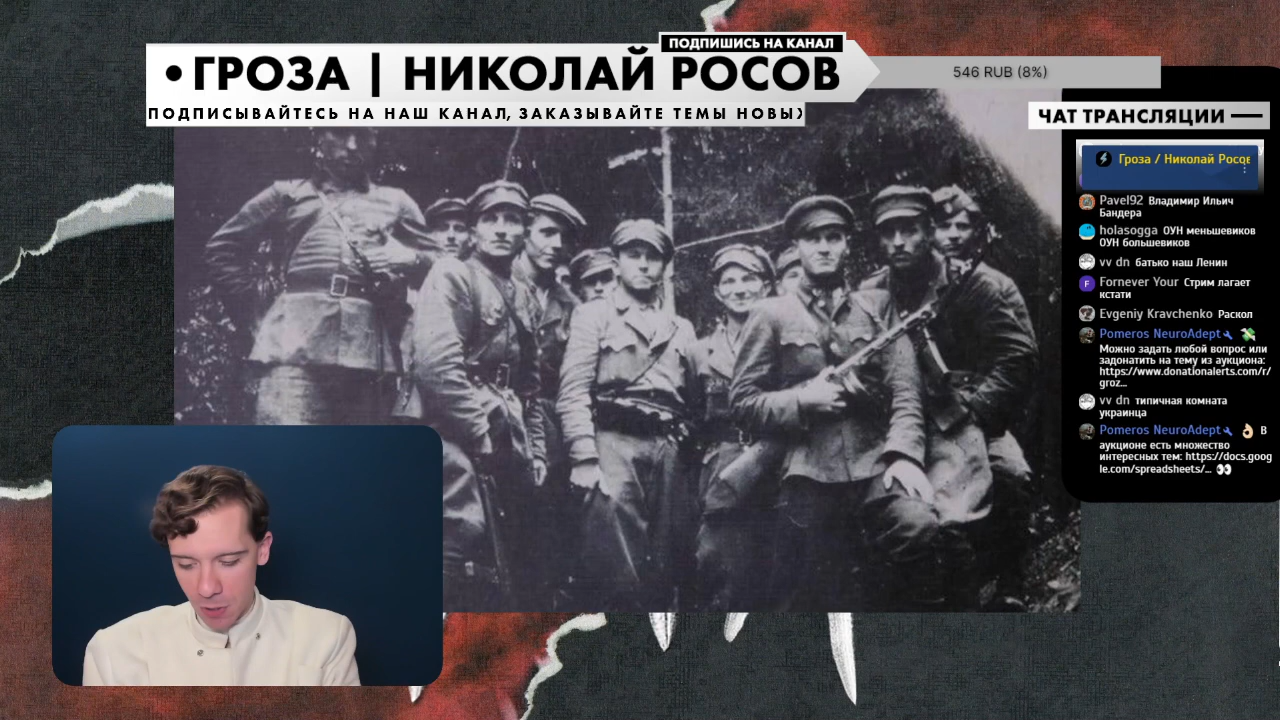 ПОДПИШИСЬ НА КАНАЛ
• ГРОЗА | НИКОЛАЙ РОСОВ
546 RUB (8%)
ПОДПИСЫВАЙТЕСЬ НА НАШ КАНАЛ, ЗАКАЗЫВАЙТЕ ТЕМЫ НОВЫХ
ЧАТ ТРАНСЛЯЦИИ
Гроза / Николай Росов
Pavel92 Владимир Ильич
Бандера
holasogga ОУН меньшевиков
ОУН большевиков
vv dn батько наш Ленин
F Fornever Your Стрим лагает
кстати
Evgeniy Kravchenko Раскол
Pomeros NeuroAdept
Можно задать любой вопрос или
задонатить на тему из аукциона:
https://www.donationalerts.com/r/
groz...
vv dn типичная комната
украинца
Pomeros NeuroAdept В
аукционе есть множество
интересных тем: https://docs.goog
le.com/spreadsheets/...